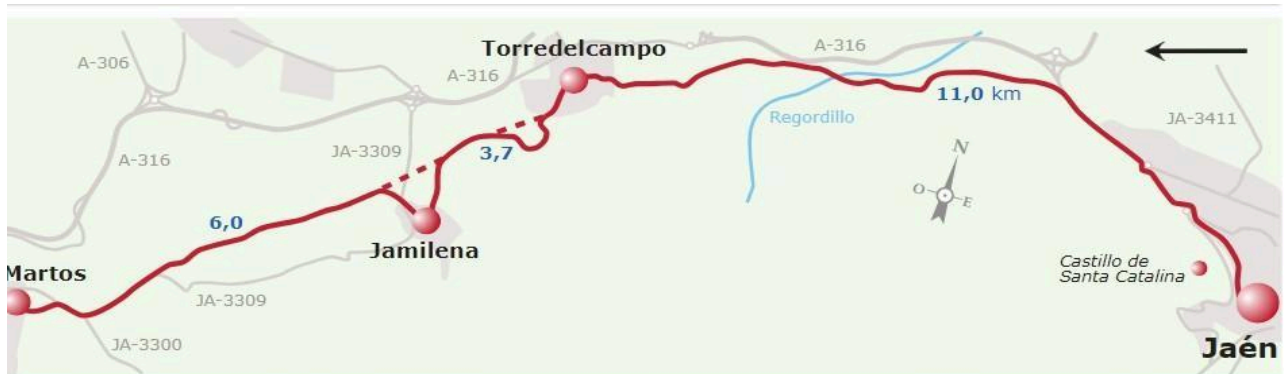 Torredelcampo
A-316
A-306
A-316
11,0 km
Regordillo
JA-3411
JA-3309
3,7
A-316
N
O
E
6,0
Jamilena
Martos
Castillo de
Santa Catalina
JA-3309
JA-3300
Jaén